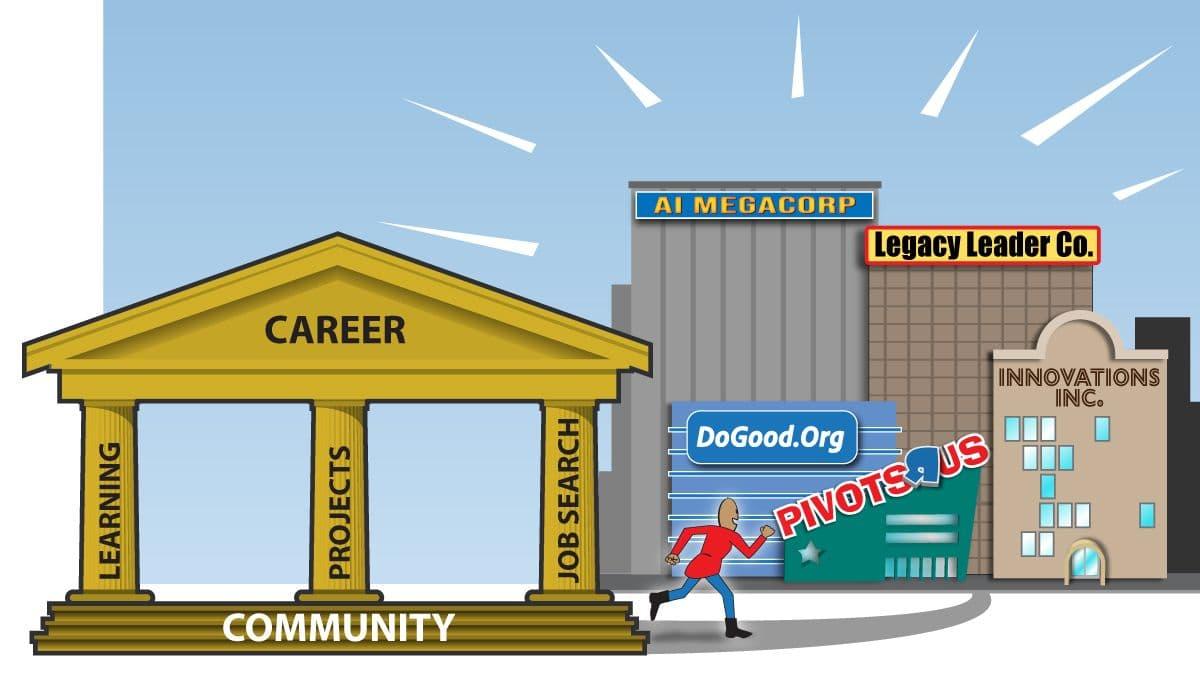 CAREER
LEARNING
PROJECTS
JOB SEARCH
COMMUNITY
AI MEGACORP
Legacy Leader Co.
INNOVATIONS
INC.
DoGood.Org
PIVOTS R US